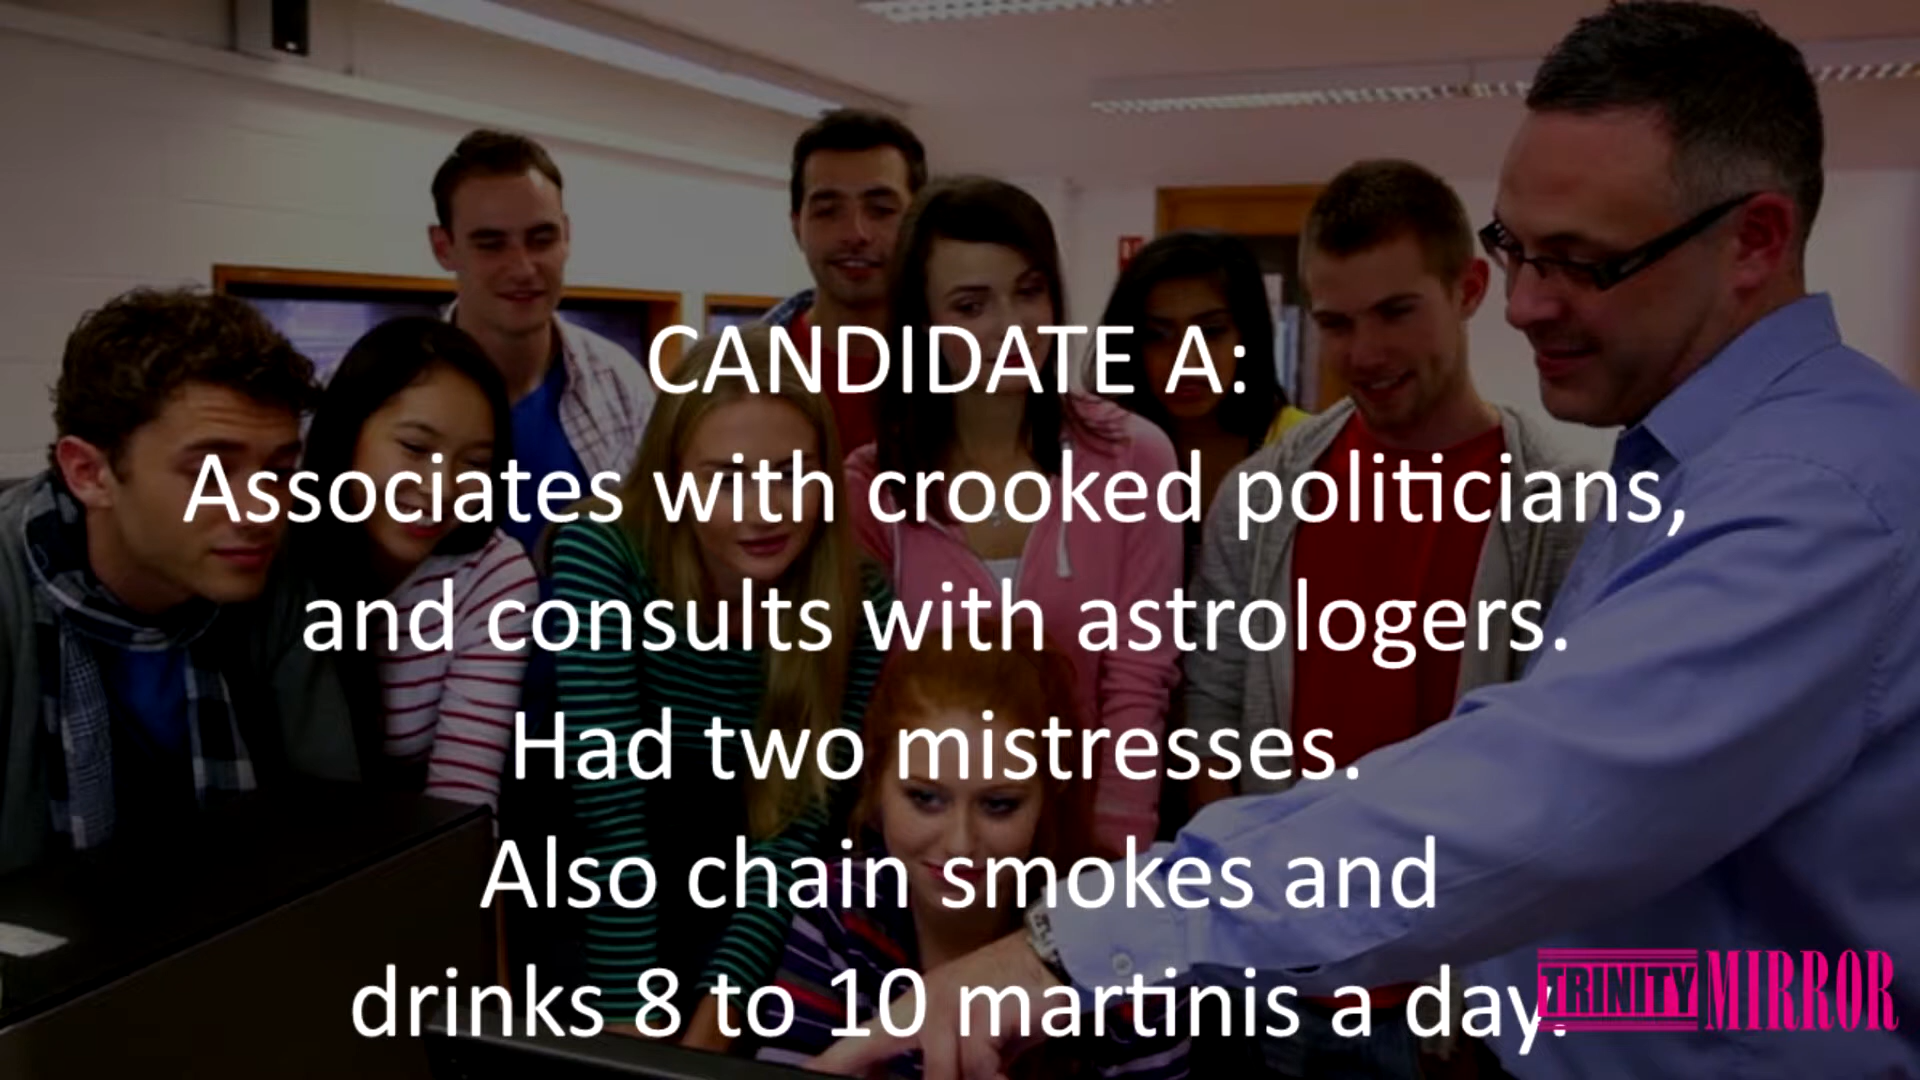 CANDIDATE A:
Associates with crooked politicians,
and consults with astrologers.
Had two mistresses.
Also chain smokes and
drinks 8 to 10 martinis a day.
TRINITY MIRROR